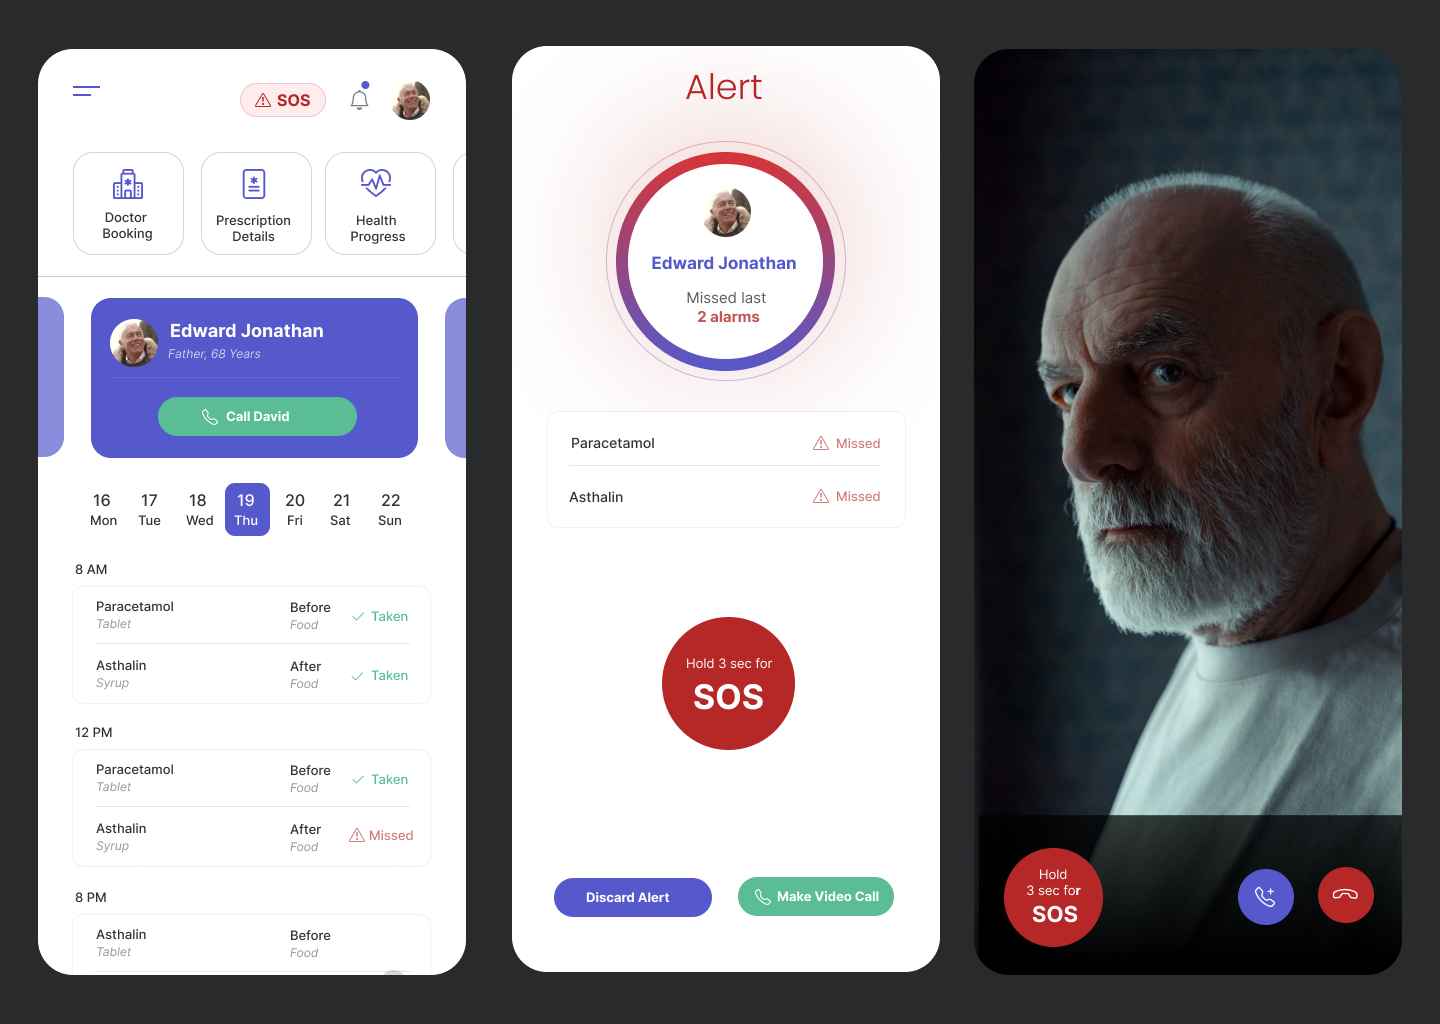 SOS
Doctor
Booking
Prescription
Details
Health
Progress
Edward Jonathan
Father, 68 Years
Call David
16 17 18 19 20 21 22
Mon Tue Wed Thu Fri Sat Sun
8 AM
Paracetamol Before Taken
Tablet Food
Asthalin After Taken
Syrup Food
12 PM
Paracetamol Before Taken
Tablet Food
Asthalin After Missed
Syrup Food
8 PM
Asthalin Before
Tablet Food
Alert
Edward Jonathan
Missed last
2 alarms
Paracetamol Missed
Asthalin Missed
Hold 3 sec for
SOS
Discard Alert
Make Video Call
Hold
3 sec for
SOS